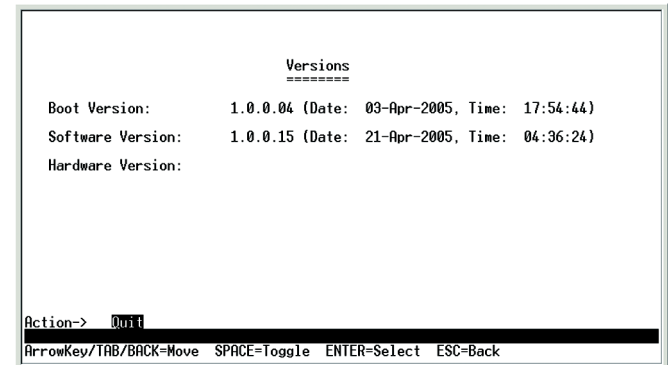 Versions
========
Boot Version: 1.0.0.04 (Date: 03-Apr-2005, Time: 17:54:44)
Software Version: 1.0.0.15 (Date: 21-Apr-2005, Time: 04:36:24)
Hardware Version:
Action-> Quit
ArrowKey/TAB/BACK=Move SPACE=Toggle ENTER=Select ESC=Back